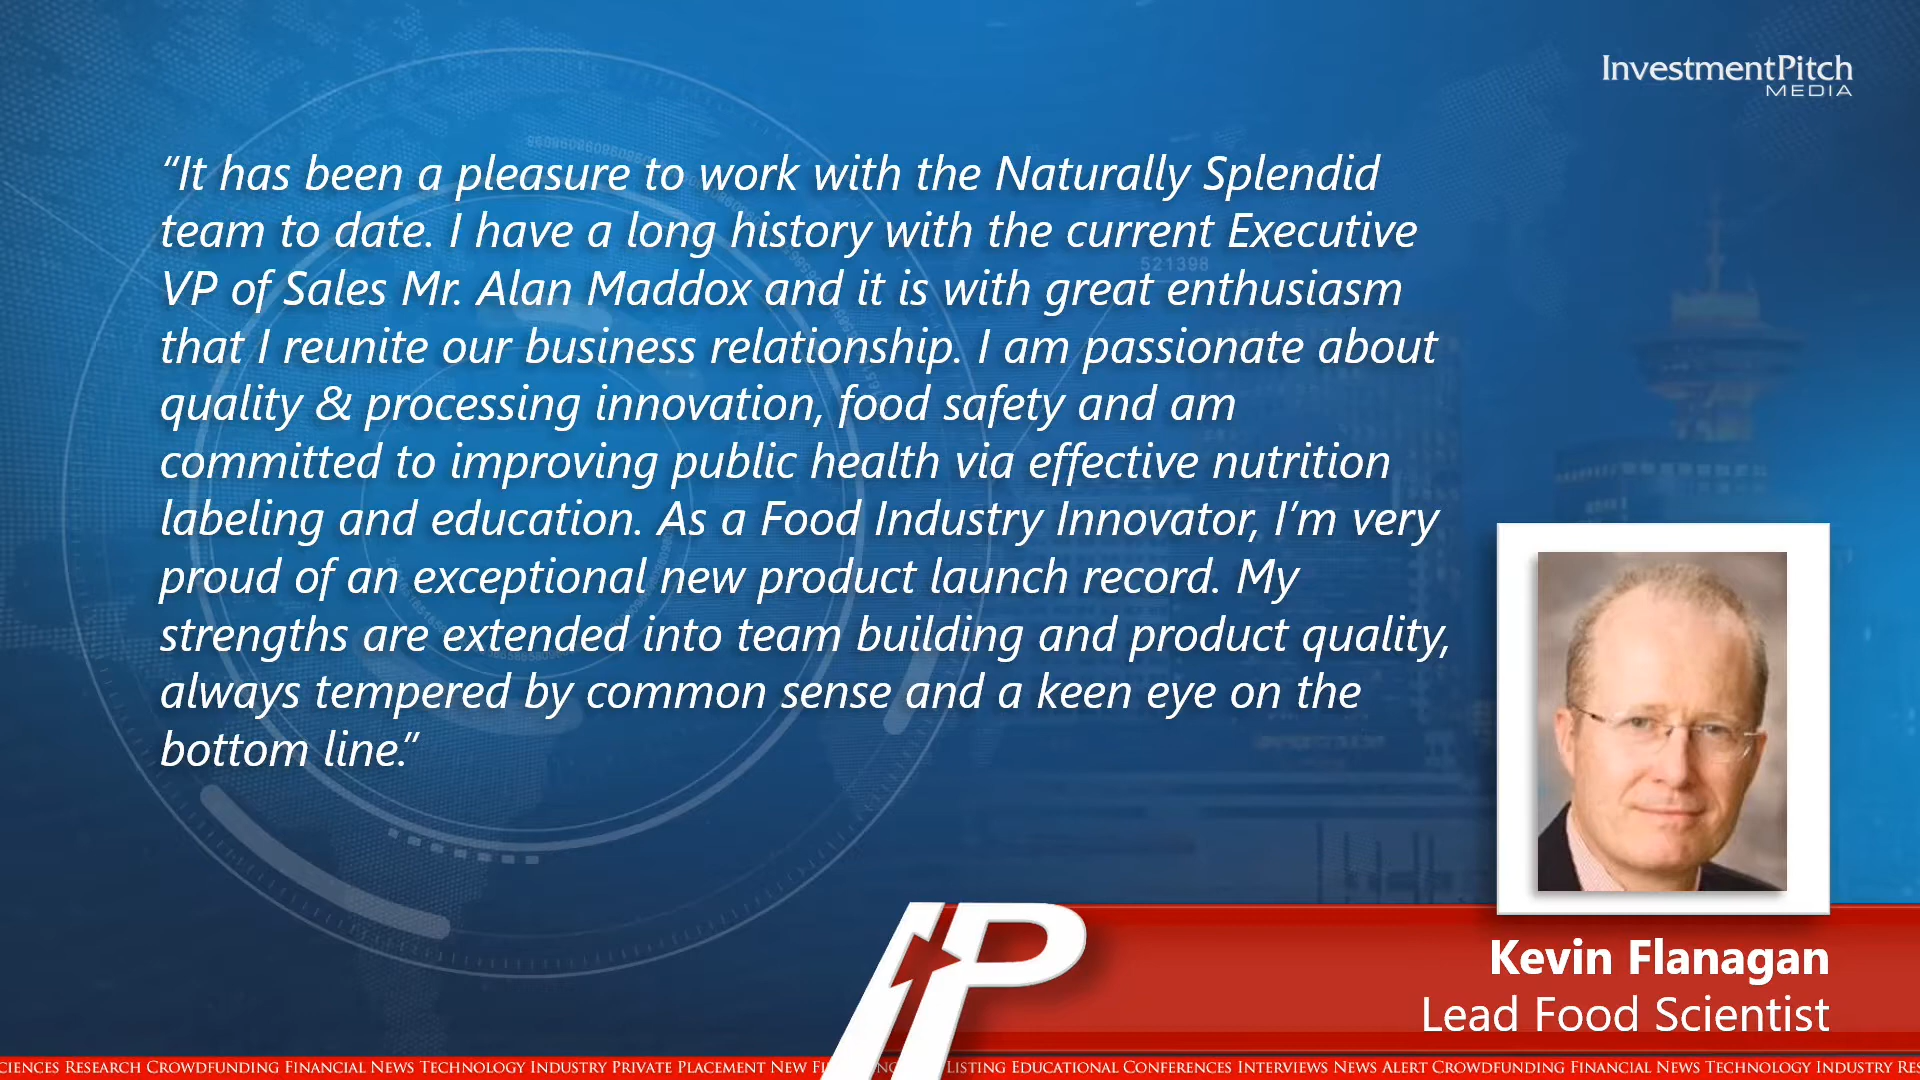 InvestmentPitch
MEDIA
“It has been a pleasure to work with the Naturally Splendid
team to date. I have a long history with the current Executive
VP of Sales Mr. Alan Maddox and it is with great enthusiasm
that I reunite our business relationship. I am passionate about
quality & processing innovation, food safety and am
committed to improving public health via effective nutrition
labeling and education. As a Food Industry Innovator, I’m very
proud of an exceptional new product launch record. My
strengths are extended into team building and product quality,
always tempered by common sense and a keen eye on the
bottom line.”
521398
IP
Kevin Flanagan
Lead Food Scientist
RESEARCH CROWDFUNDING FINANCIAL NEWS TECHNOLOGY INDUSTRY PRIVATE PLACEMENT NEW LISTING EDUCATIONAL CONFERENCES INTERVIEWS NEWS ALERT CROWDFUNDING FINANCIAL NEWS TECHNOLOGY INDUSTRY